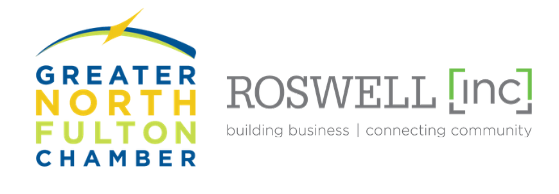 GREATER
NORTH
FULTON
CHAMBER
ROSWELL [inc]
building business | connecting community